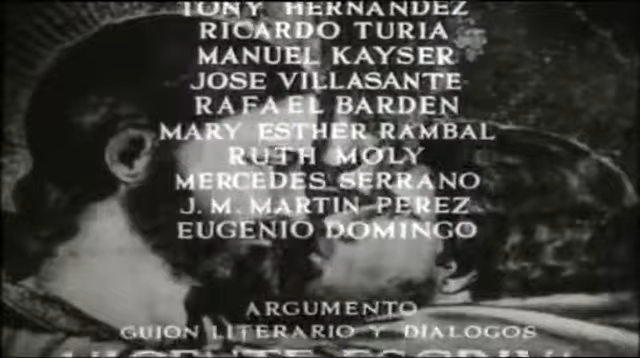 TONY HERNANDEZ
RICARDO TURIA
MANUEL KAYSER
JOSE VILLASANTE
RAFAEL BARDEN
MARY ESTHER RAMBAL
RUTH MOLY
MERCEDES SERRANO
J. M. MARTIN PEREZ
EUGENIO DOMINGO
ARGUMENTO
GUION LITERARIO Y DIALOGOS
VICENTE